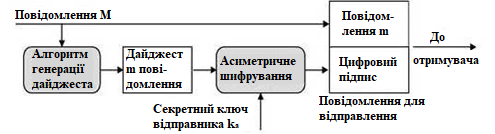 Повідомлення М
Повідом-
лення m
Алгоритм
генерації
дайджеста
Дайджест
m пові-
домлення
Асиметричне
шифрування
Цифровий
підпис
До
отримувача
Секретний ключ
відправника kₐ
Повідомлення для
відправлення